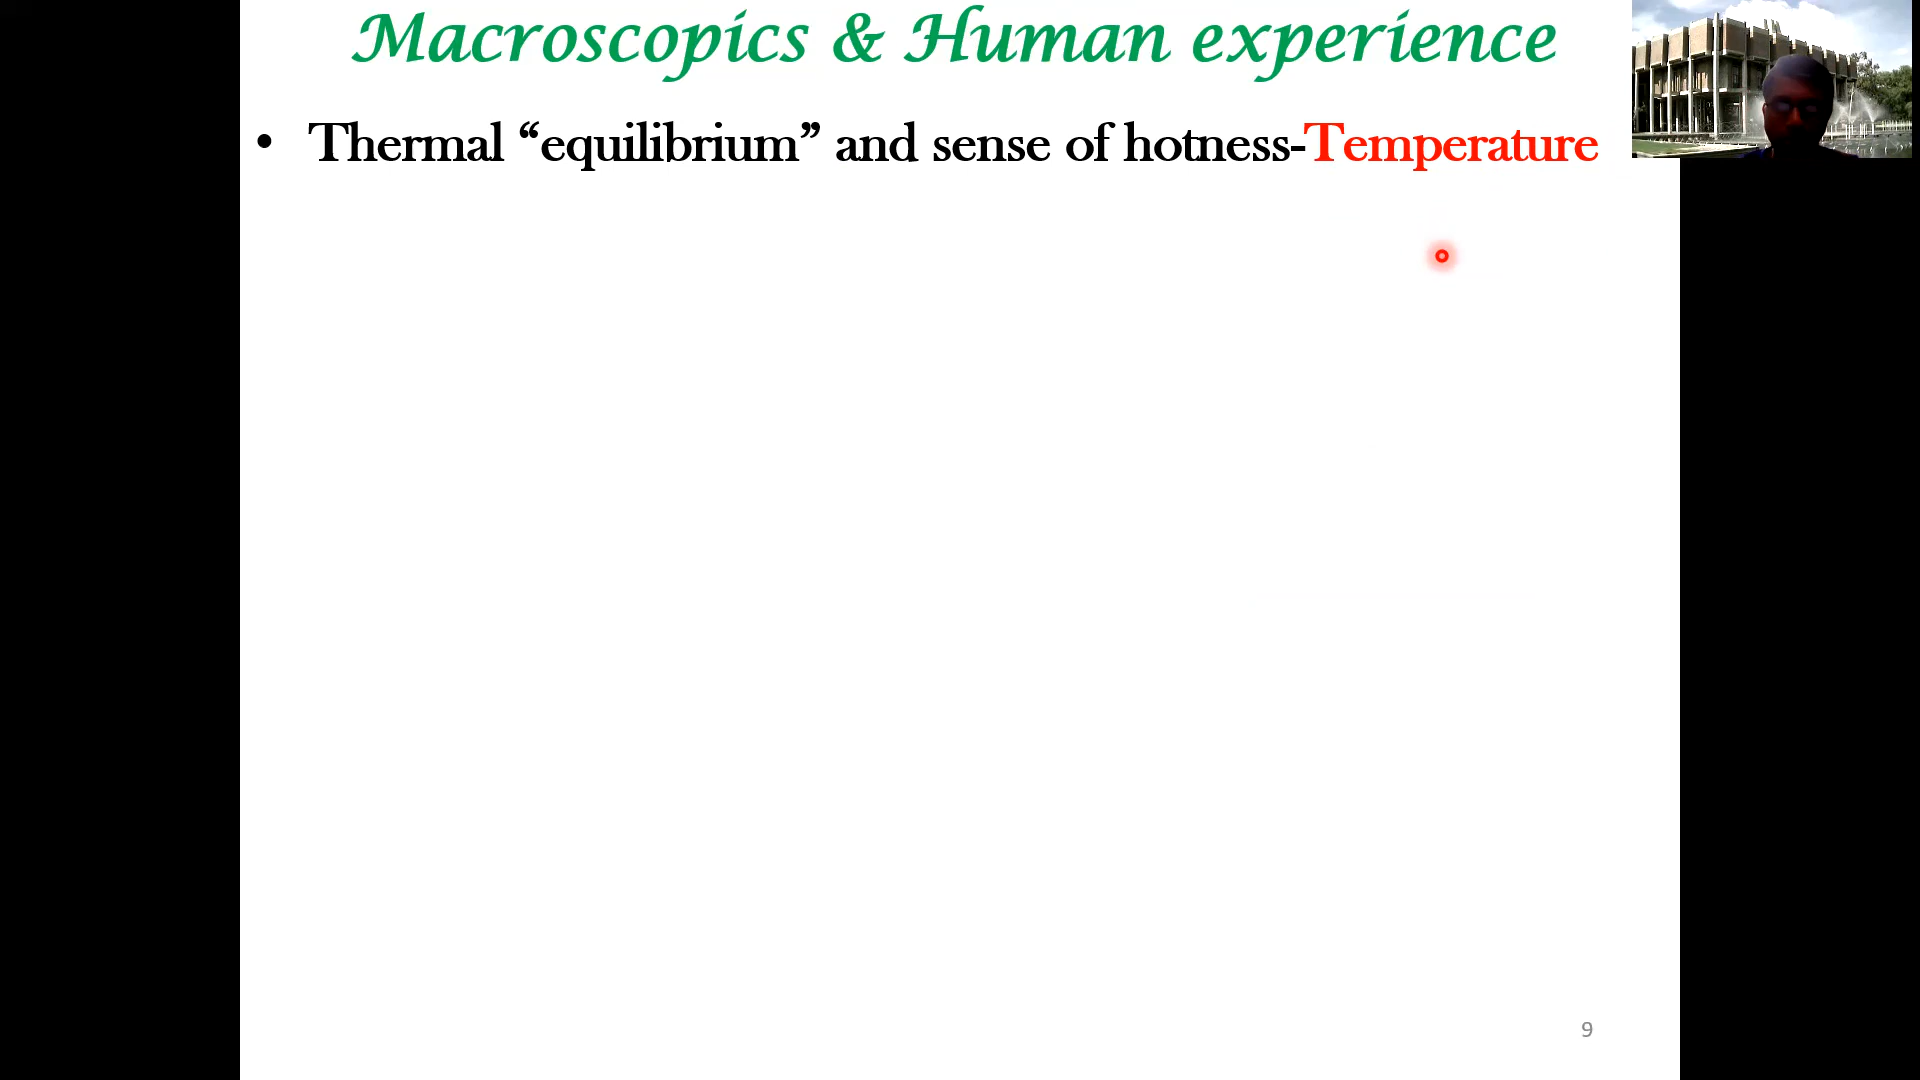 Macroscopics & Human experience
• Thermal “equilibrium” and sense of hotness-Temperature
9